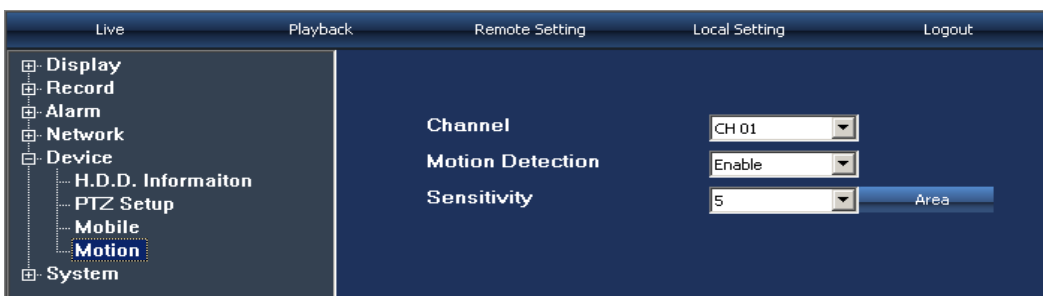 Live Playback Remote Setting Local Setting Logout
Display
Record
Alarm
Network
Device
H.D.D. Informaiton
PTZ Setup
Mobile
Motion
System
Channel CH 01
Motion Detection Enable
Sensitivity 5 Area